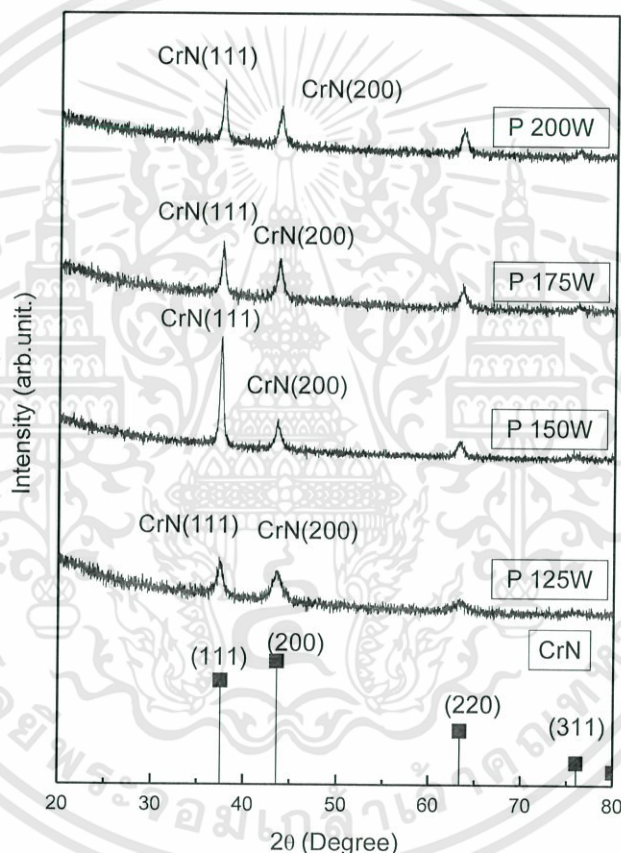 CrN(111)
CrN(200)
P 200W
CrN(111)
CrN(200)
P 175W
CrN(111)
CrN(200)
P 150W
CrN(111)
CrN(200)
P 125W
CrN
(111)
(200)
(220)
(311)
20 30 40 50 60 70 80
2θ (Degree)
Intensity (arb.unit.)